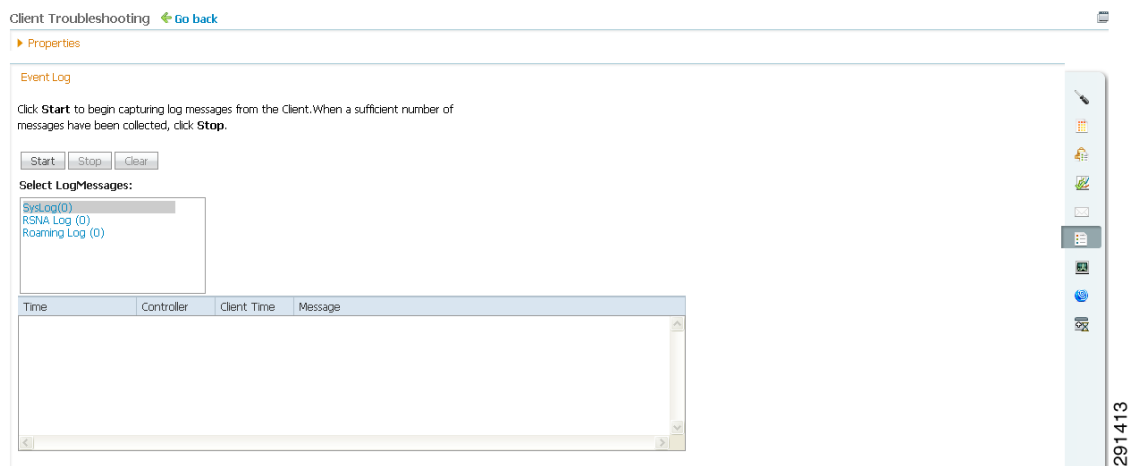 Client Troubleshooting Go back
Properties
Event Log
Click Start to begin capturing log messages from the Client.When a sufficient number of
messages have been collected, click Stop.
Start Stop Clear
Select LogMessages:
SysLog(0)
RSNA Log (0)
Roaming Log (0)
Time Controller Client Time Message
291413